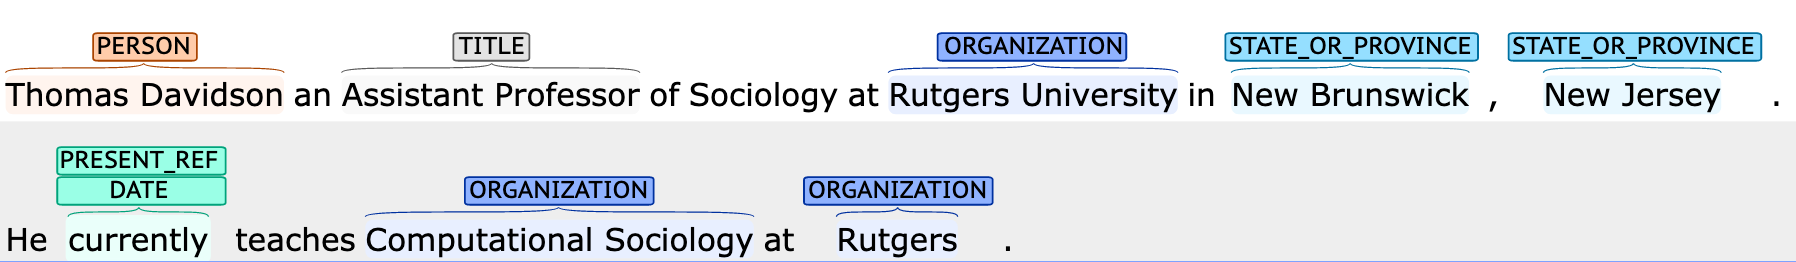 PERSON TITLE ORGANIZATION STATE_OR_PROVINCE STATE_OR_PROVINCE
Thomas Davidson an Assistant Professor of Sociology at Rutgers University in New Brunswick , New Jersey .
PRESENT_REF
DATE ORGANIZATION ORGANIZATION
He currently teaches Computational Sociology at Rutgers .